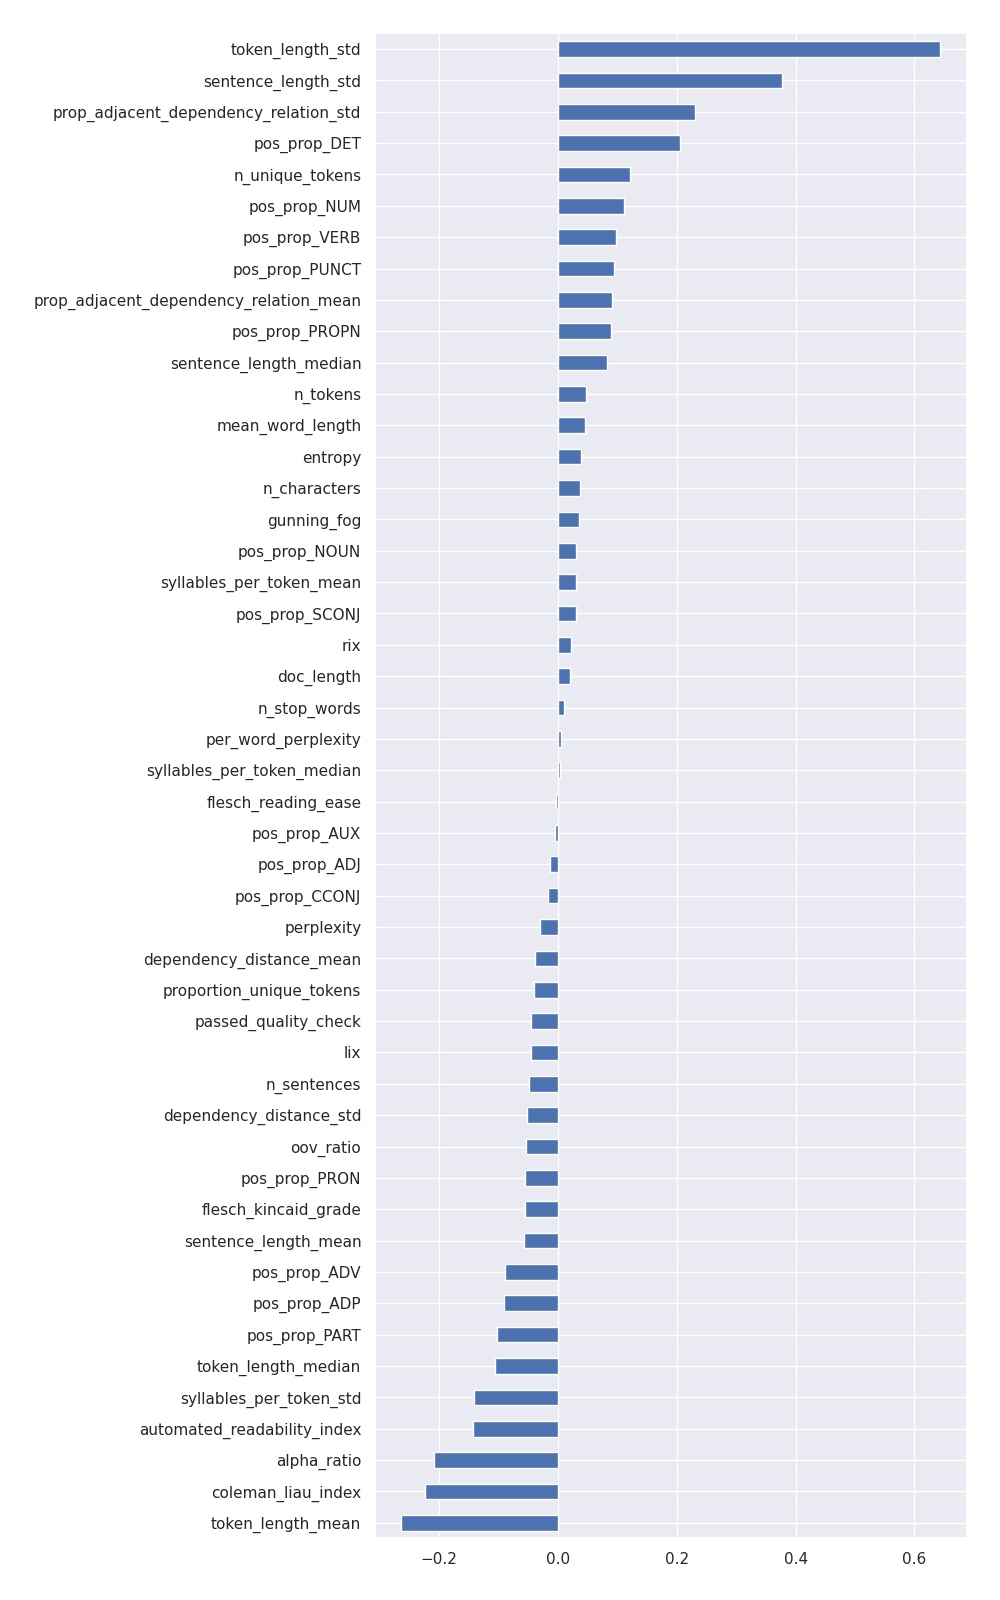 token_length_std
sentence_length_std
prop_adjacent_dependency_relation_std
pos_prop_DET
n_unique_tokens
pos_prop_NUM
pos_prop_VERB
pos_prop_PUNCT
prop_adjacent_dependency_relation_mean
pos_prop_PROPN
sentence_length_median
n_tokens
mean_word_length
entropy
n_characters
gunning_fog
pos_prop_NOUN
syllables_per_token_mean
pos_prop_SCONJ
rix
doc_length
n_stop_words
per_word_perplexity
syllables_per_token_median
flesch_reading_ease
pos_prop_AUX
pos_prop_ADJ
pos_prop_CCONJ
perplexity
dependency_distance_mean
proportion_unique_tokens
passed_quality_check
lix
n_sentences
dependency_distance_std
oov_ratio
pos_prop_PRON
flesch_kincaid_grade
sentence_length_mean
pos_prop_ADV
pos_prop_ADP
pos_prop_PART
token_length_median
syllables_per_token_std
automated_readability_index
alpha_ratio
coleman_liau_index
token_length_mean
−0.2 0.0 0.2 0.4 0.6